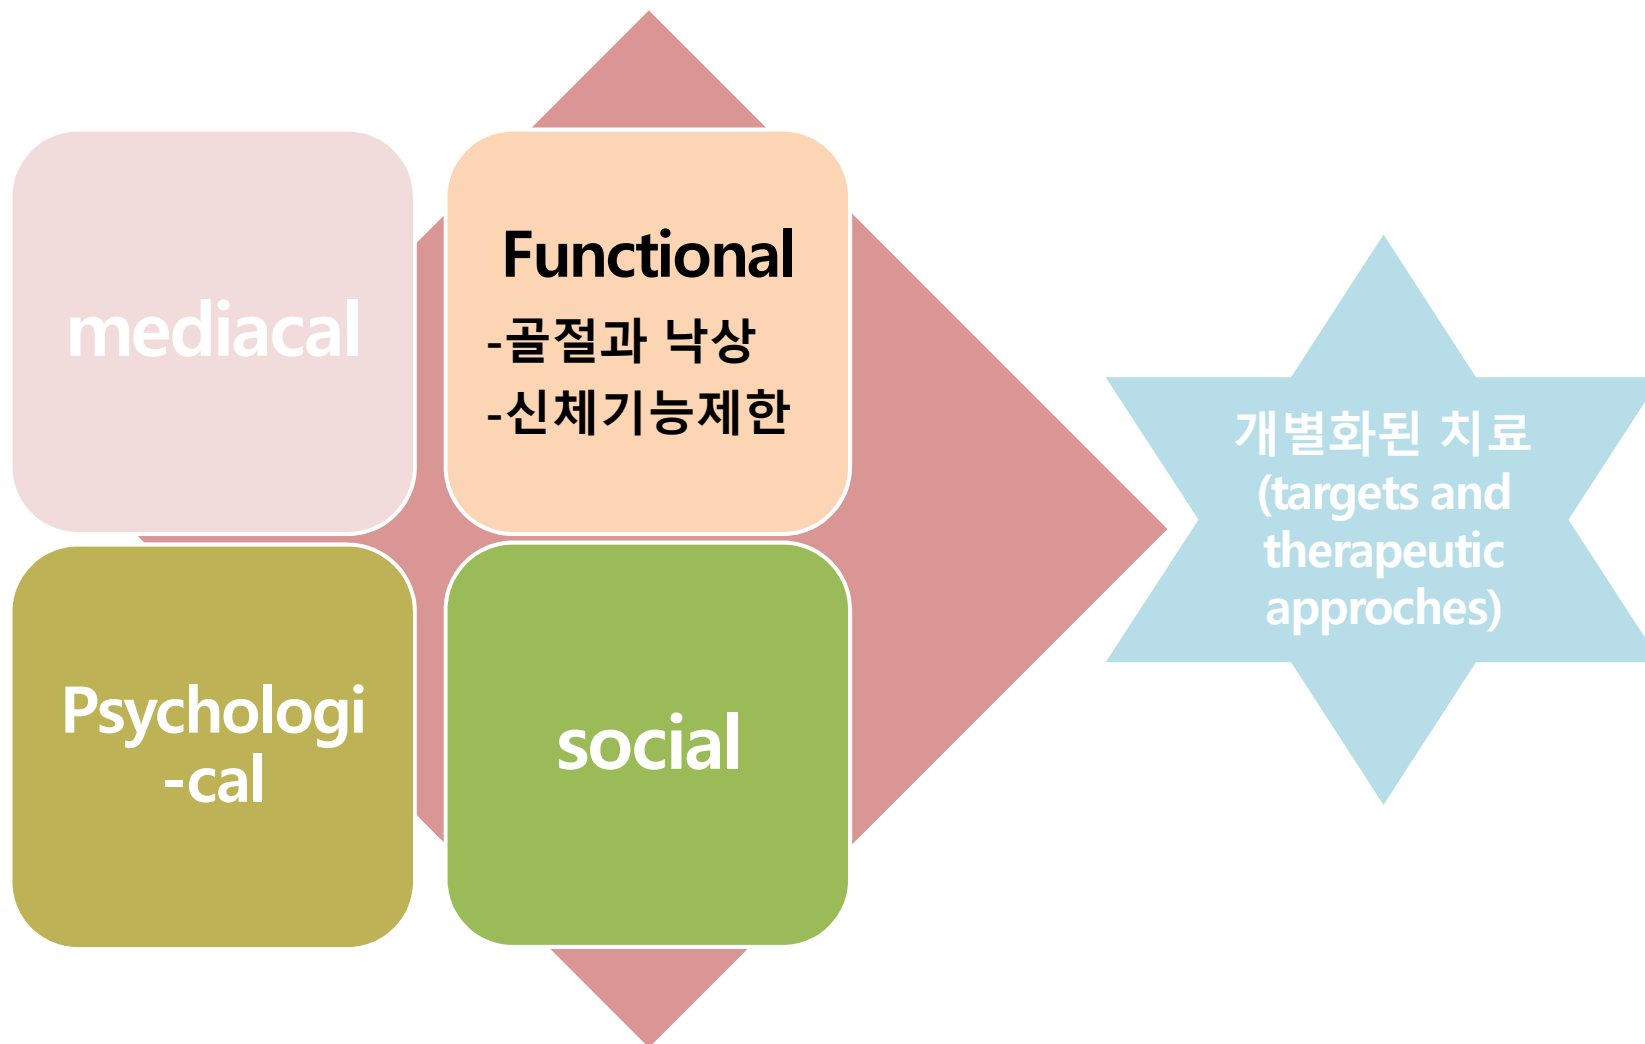 mediacal
Functional
-골절과 낙상
-신체기능제한
Psychologi
-cal
social
개별화된 치료
(targets and
therapeutic
approches)